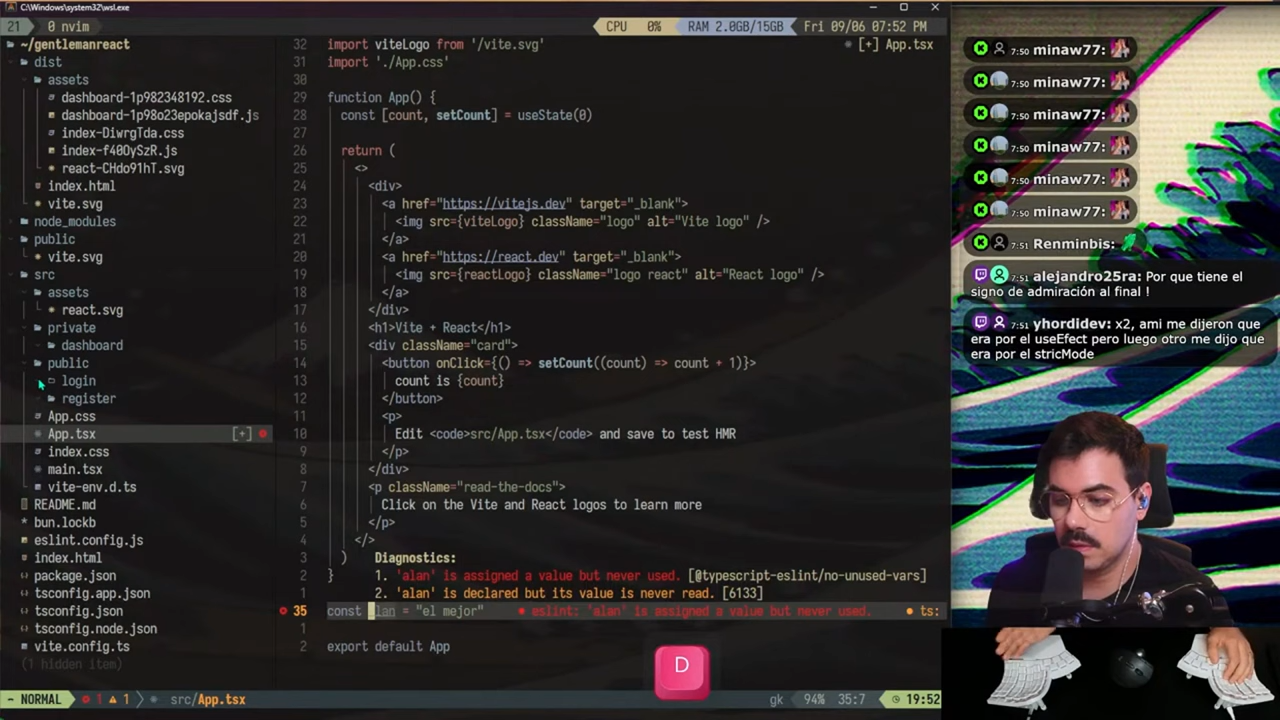 C:\Windows\system32\wsl.exe
21
0 nvim
CPU 0% RAM 2.0GB/15GB Fri 09/06 07:52 PM
~/gentlemanreact
dist
assets
dashboard-1p982348192.css
dashboard-1p98o23epokajsdf.js
index-DiwrgTda.css
index-f40OySzR.js
react-CHdo91hT.svg
index.html
vite.svg
node_modules
public
vite.svg
src
assets
react.svg
private
dashboard
public
login
register
App.css
App.tsx [+]
index.css
main.tsx
vite-env.d.ts
README.md
bun.lockb
eslint.config.js
index.html
package.json
tsconfig.app.json
tsconfig.json
tsconfig.node.json
vite.config.ts
(1 hidden item)
[+] App.tsx
32 import viteLogo from '/vite.svg'
31 import './App.css'
30
29 function App() {
28 const [count, setCount] = useState(0)
27
26 return (
25 <>
24 <div>
23 <a href="https://vitejs.dev" target="_blank">
22 <img src={viteLogo} className="logo" alt="Vite logo" />
21 </a>
20 <a href="https://react.dev" target="_blank">
19 <img src={reactLogo} className="logo react" alt="React logo" />
18 </a>
17 </div>
16 <h1>Vite + React</h1>
15 <div className="card">
14 <button onClick={() => setCount((count) => count + 1)}>
13 count is {count}
12 </button>
11 <p>
10 Edit <code>src/App.tsx</code> and save to test HMR
9 </p>
8 </div>
7 <p className="read-the-docs">
6 Click on the Vite and React logos to learn more
5 </p>
4 </>
3 ) Diagnostics:
2 } 1. 'alan' is assigned a value but never used. [@typescript-eslint/no-unused-vars]
1 2. 'alan' is declared but its value is never read. [6133]
35 const alan = "el mejor" eslint: 'alan' is assigned a value but never used. ts:
1
2 export default App
D
NORMAL 1 1 src/App.tsx gk 94% 35:7 19:52
7:50 minaw77:
7:50 minaw77:
7:50 minaw77:
7:50 minaw77:
7:50 minaw77:
7:50 minaw77:
7:51 Renminbis:
7:51 alejandro25ra: Por que tiene el
signo de admiración al final !
7:51 yhordidev: x2, ami me dijeron que
era por el useEffect pero luego otro me dijo que
era por el stricMode